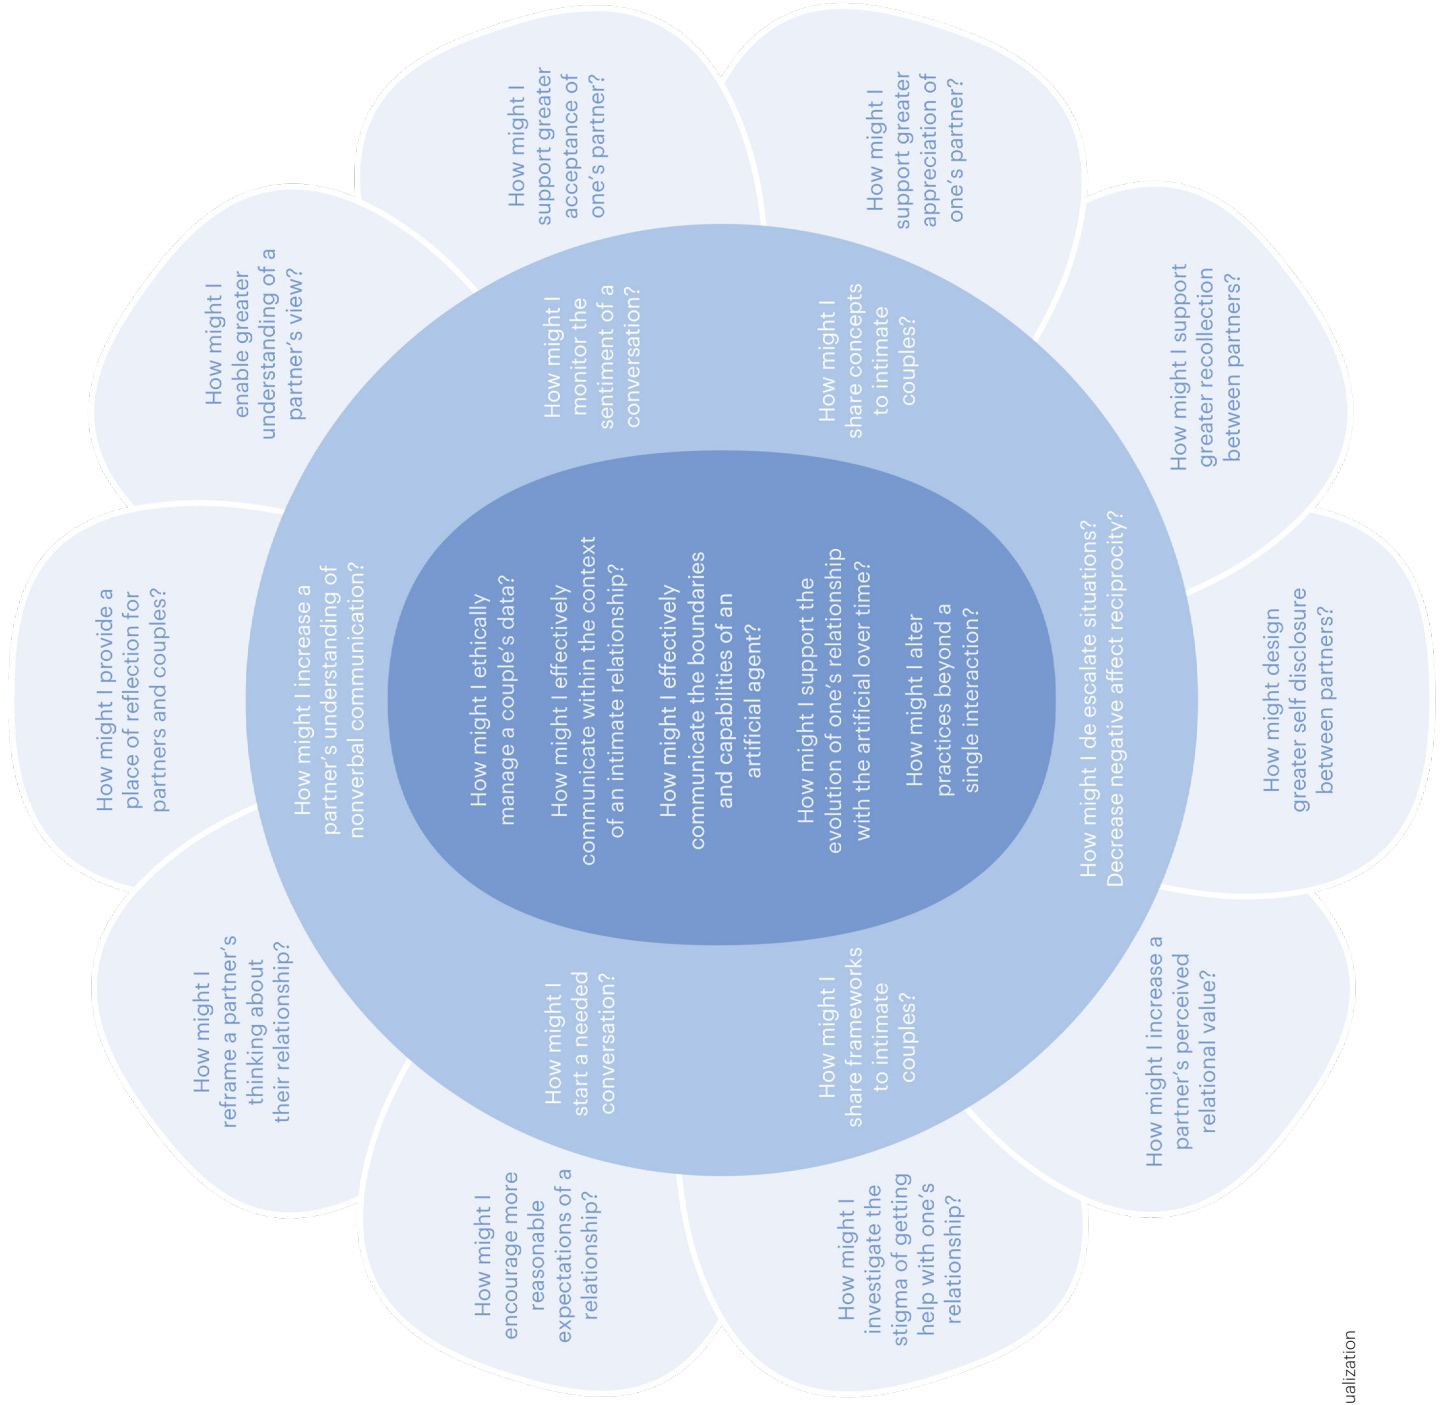 How might I provide a
place of reflection for
partners and couples?
How might I
enable greater
understanding of a
partner’s view?
How might I
support greater
acceptance of
one’s partner?
How might I
support greater
appreciation of
one’s partner?
How might I support
greater recollection
between partners?
How might design
greater self disclosure
between partners?
How might I increase a
partner’s perceived
relational value?
How might I
investigate the
stigma of getting
help with one’s
relationship?
How might I
encourage more
reasonable
expectations of a
relationship?
How might I
reframe a partner’s
thinking about
their relationship?
How might I increase a
partner’s understanding of
nonverbal communication?
How might I
monitor the
sentiment of a
conversation?
How might I
share concepts
to intimate
couples?
How might I de escalate situations?
Decrease negative affect reciprocity?
How might I
share frameworks
to intimate
couples?
How might I
start a needed
conversation?
How might I ethically
manage a couple’s data?
How might I effectively
communicate within the context
of an intimate relationship?
How might I effectively
communicate the boundaries
and capabilities of an
artificial agent?
How might I support the
evolution of one’s relationship
with the artificial over time?
How might I alter
practices beyond a
single interaction?
ualization